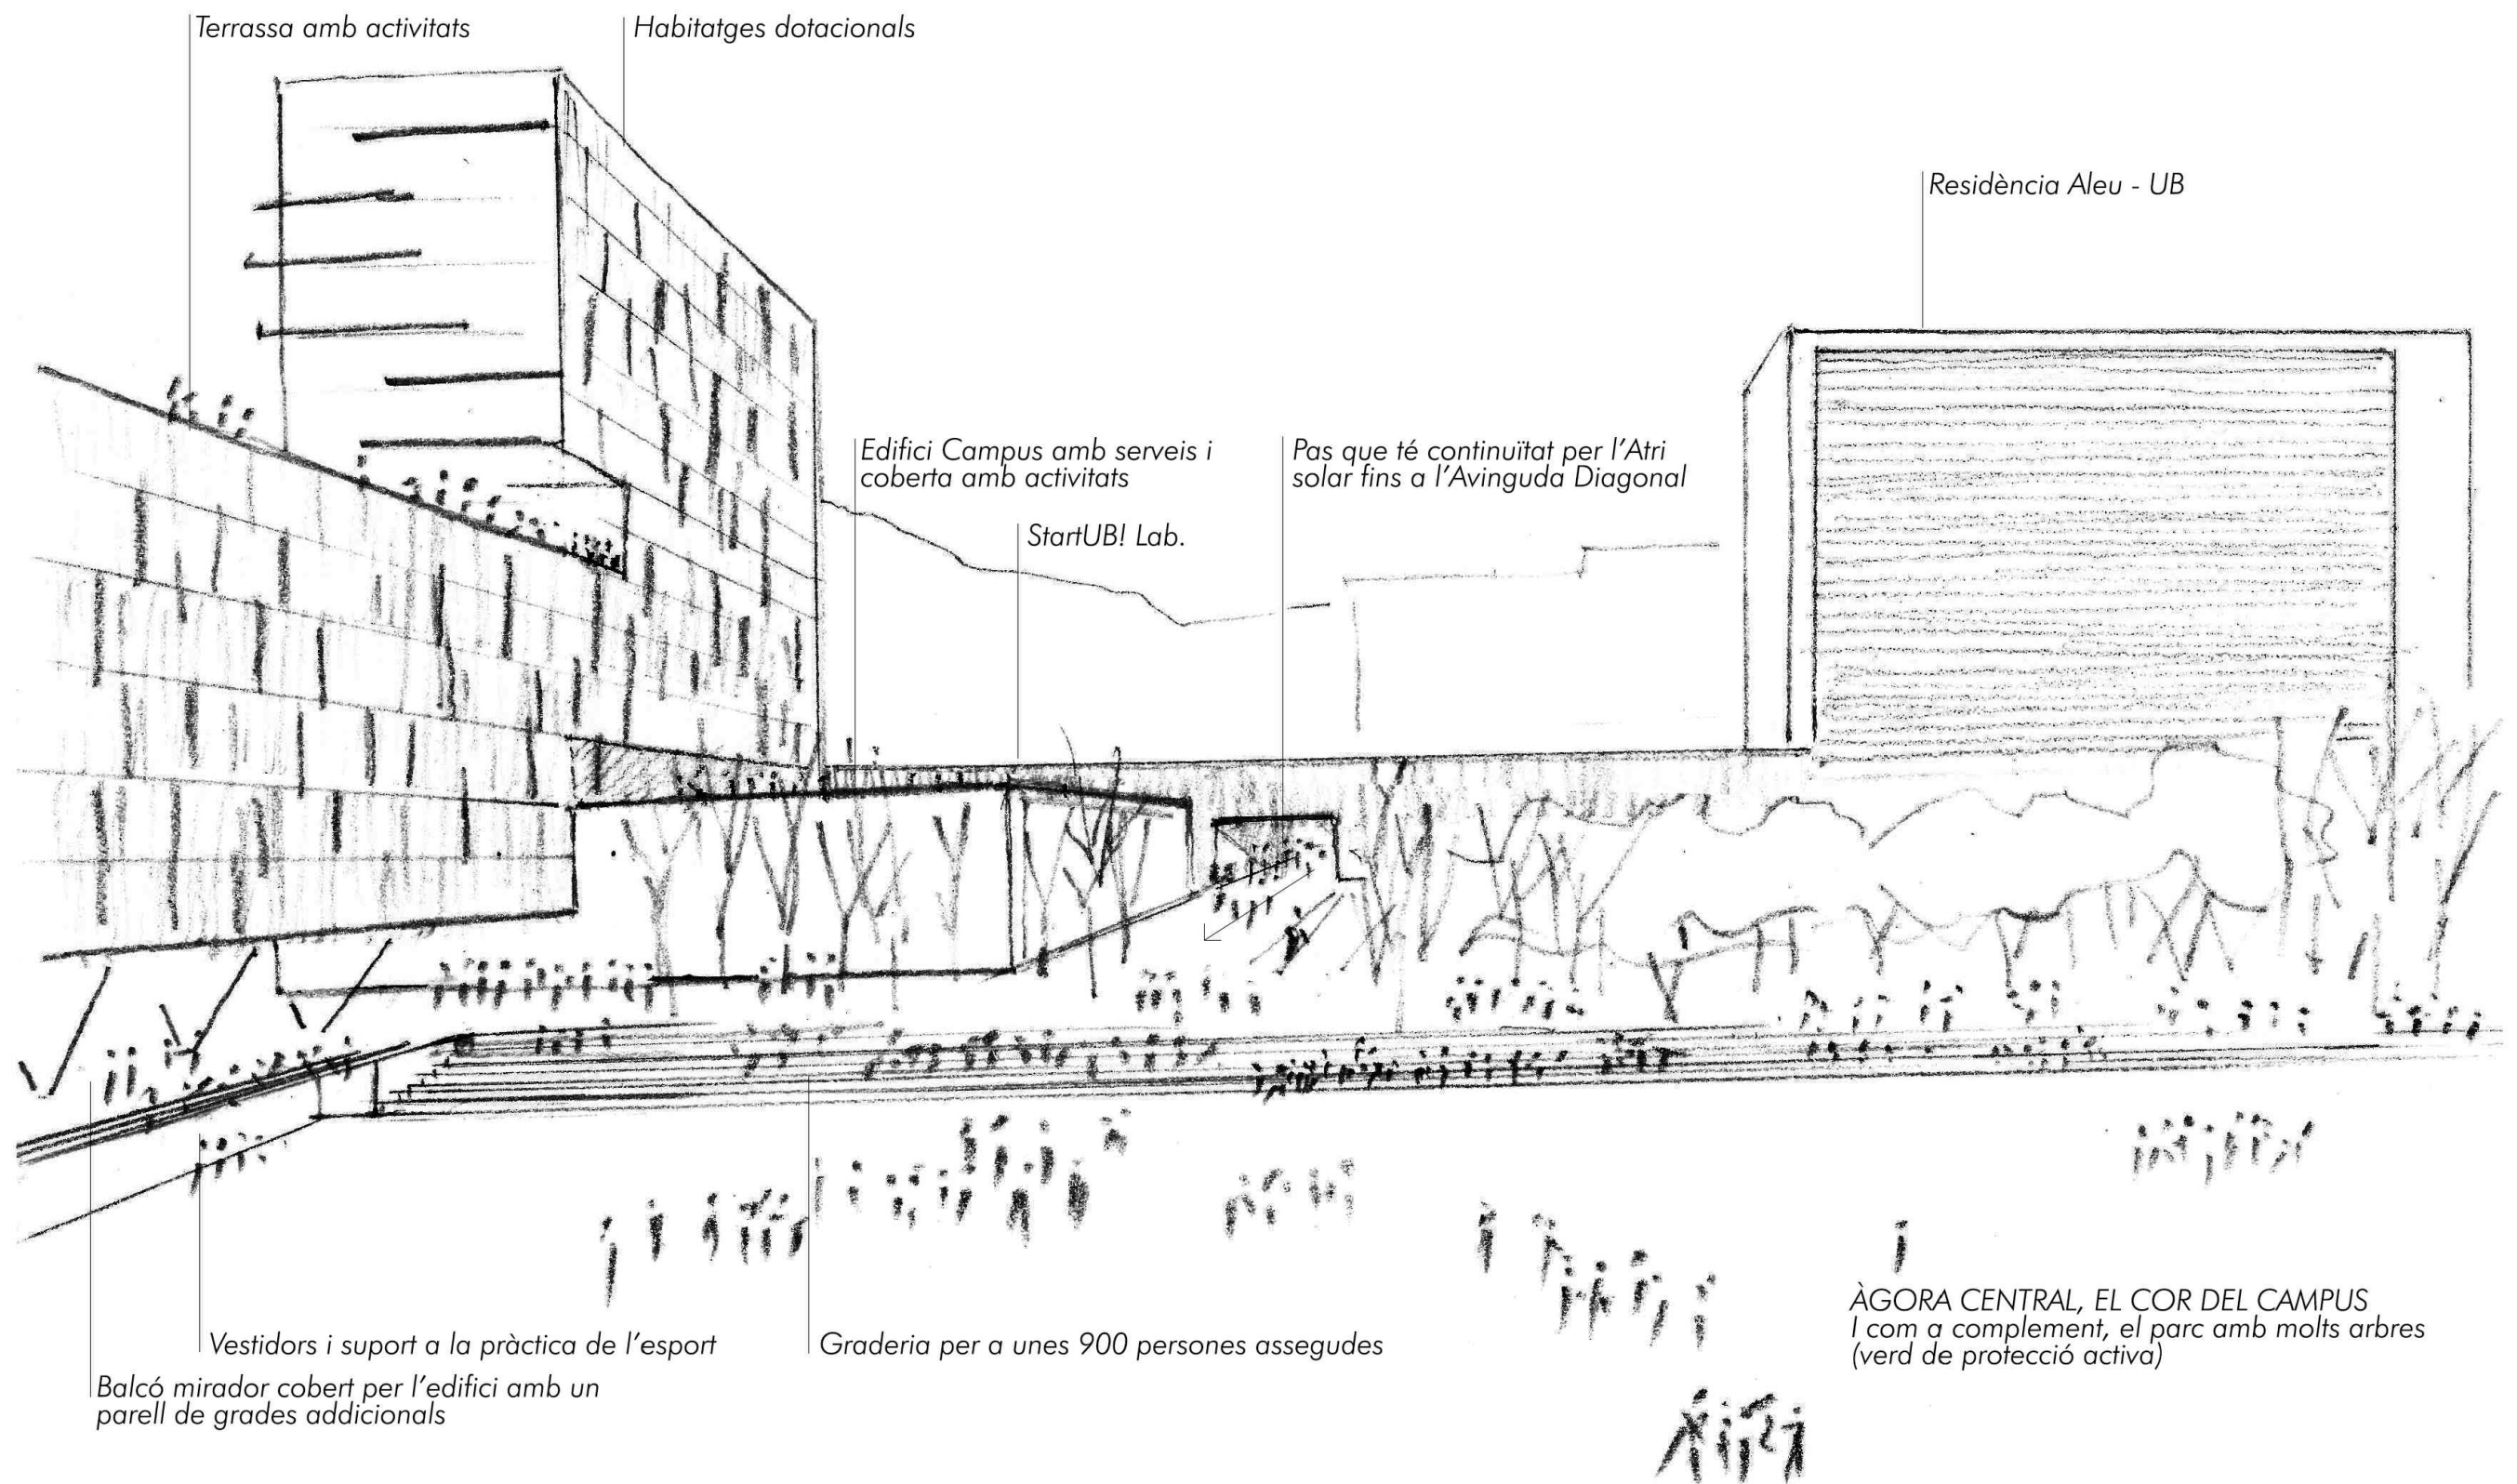 Terrassa amb activitats
Habitatges dotacionals
Residència Aleu - UB
Edifici Campus amb serveis i
coberta amb activitats
Pas que té continuïtat per l'Atri
solar fins a l'Avinguda Diagonal
StartUB! Lab.
ÀGORA CENTRAL, EL COR DEL CAMPUS
I com a complement, el parc amb molts arbres
(verd de protecció activa)
Vestidors i suport a la pràctica de l'esport
Graderia per a unes 900 persones assegudes
Balcó mirador cobert per l'edifici amb un
parell de grades addicionals